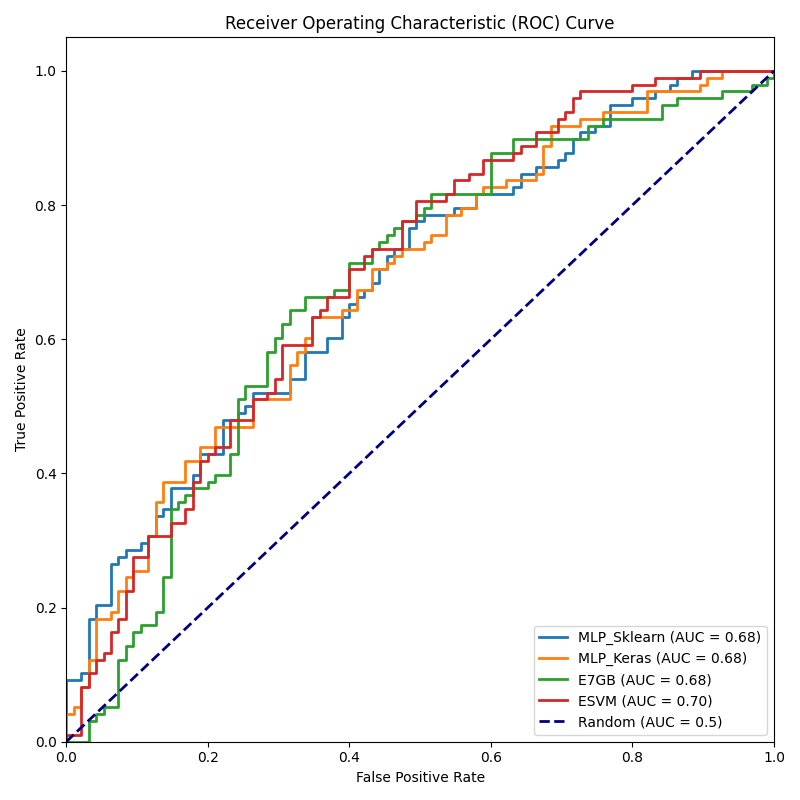 Receiver Operating Characteristic (ROC) Curve
1.0
0.8
0.6
0.4
0.2
0.0
True Positive Rate
0.0 0.2 0.4 0.6 0.8 1.0
False Positive Rate
MLP_Sklearn (AUC = 0.68)
MLP_Keras (AUC = 0.68)
E7GB (AUC = 0.68)
ESVM (AUC = 0.70)
Random (AUC = 0.5)